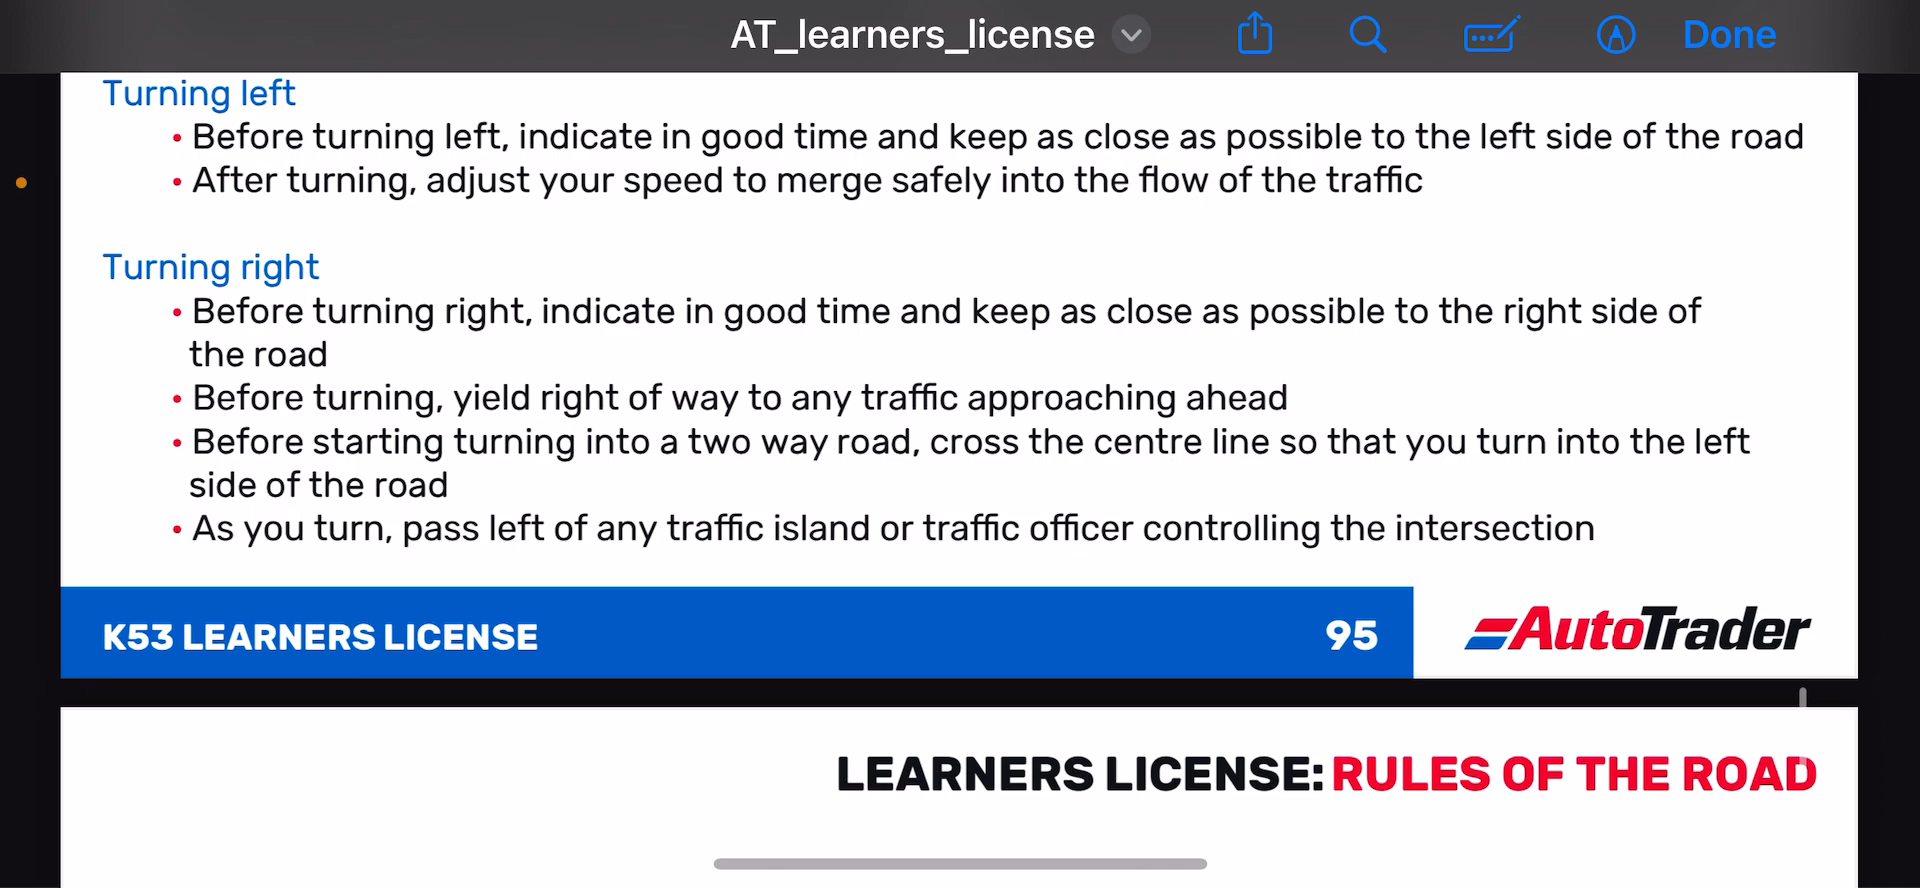 AT_learners_license
Done
Turning left
• Before turning left, indicate in good time and keep as close as possible to the left side of the road
• After turning, adjust your speed to merge safely into the flow of the traffic
Turning right
• Before turning right, indicate in good time and keep as close as possible to the right side of
the road
• Before turning, yield right of way to any traffic approaching ahead
• Before starting turning into a two way road, cross the centre line so that you turn into the left
side of the road
• As you turn, pass left of any traffic island or traffic officer controlling the intersection
K53 LEARNERS LICENSE
95
AutoTrader
LEARNERS LICENSE: RULES OF THE ROAD